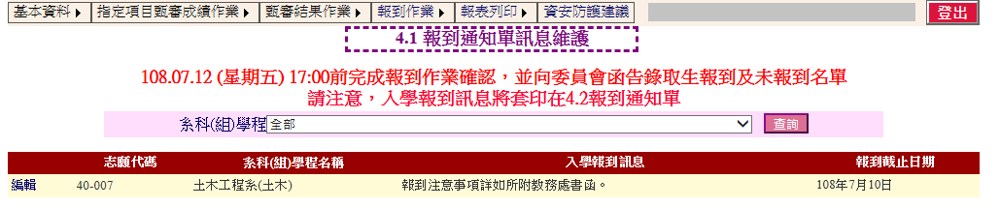 基本資料 指定項目甄審成績作業 甄審結果作業 報到作業 報表列印 資安防護建議 登出
4.1 報到通知單訊息維護
108.07.12 (星期五) 17:00前完成報到作業確認，並向委員會函告錄取生報到及未報到名單
請注意，入學報到訊息將套印在4.2報到通知單
系科(組)學程 全部 查詢
志願代碼 系科(組)學程名稱 入學報到訊息 報到截止日期
編輯 40-007 土木工程系(土木) 報到注意事項詳如所附教務處書函。 108年7月10日